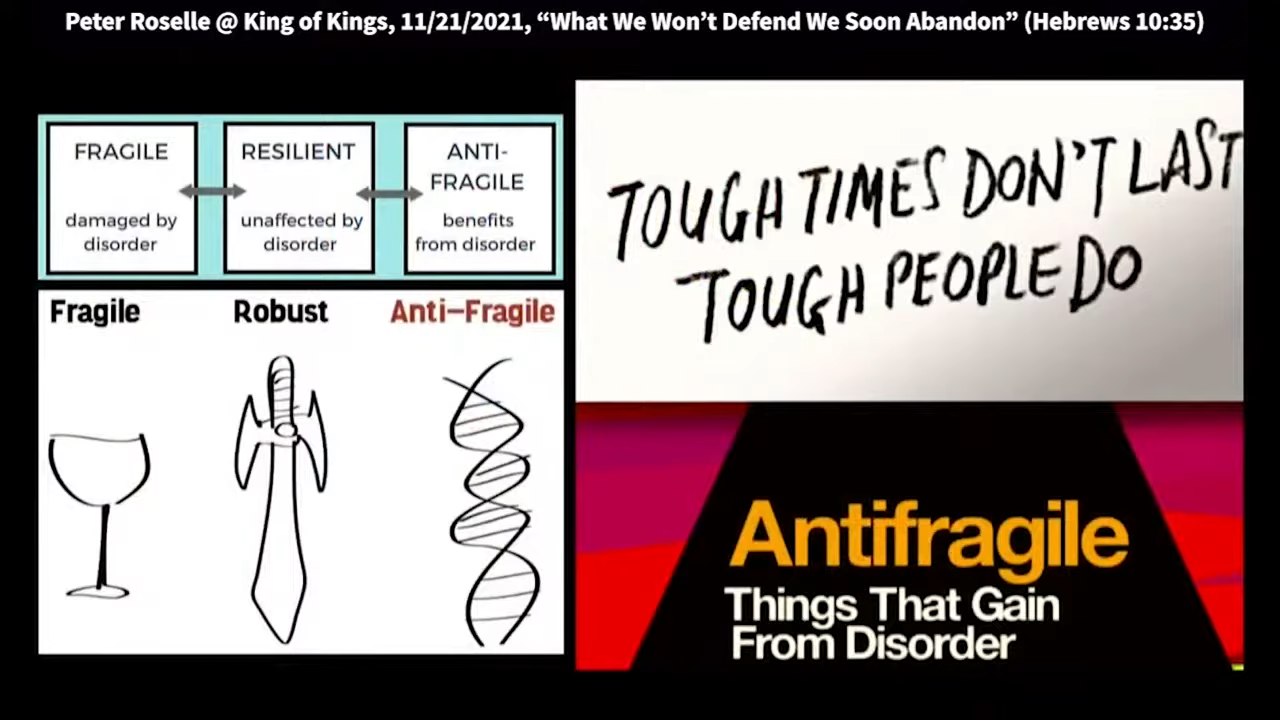 Peter Roselle @ King of Kings, 11/21/2021, “What We Won’t Defend We Soon Abandon” (Hebrews 10:35)
FRAGILE
damaged by
disorder
RESILIENT
unaffected by
disorder
ANTI-
FRAGILE
benefits
from disorder
Fragile
Robust
Anti–Fragile
TOUGH TIMES DON'T LAST
TOUGH PEOPLE DO
Antifragile
Things That Gain
From Disorder